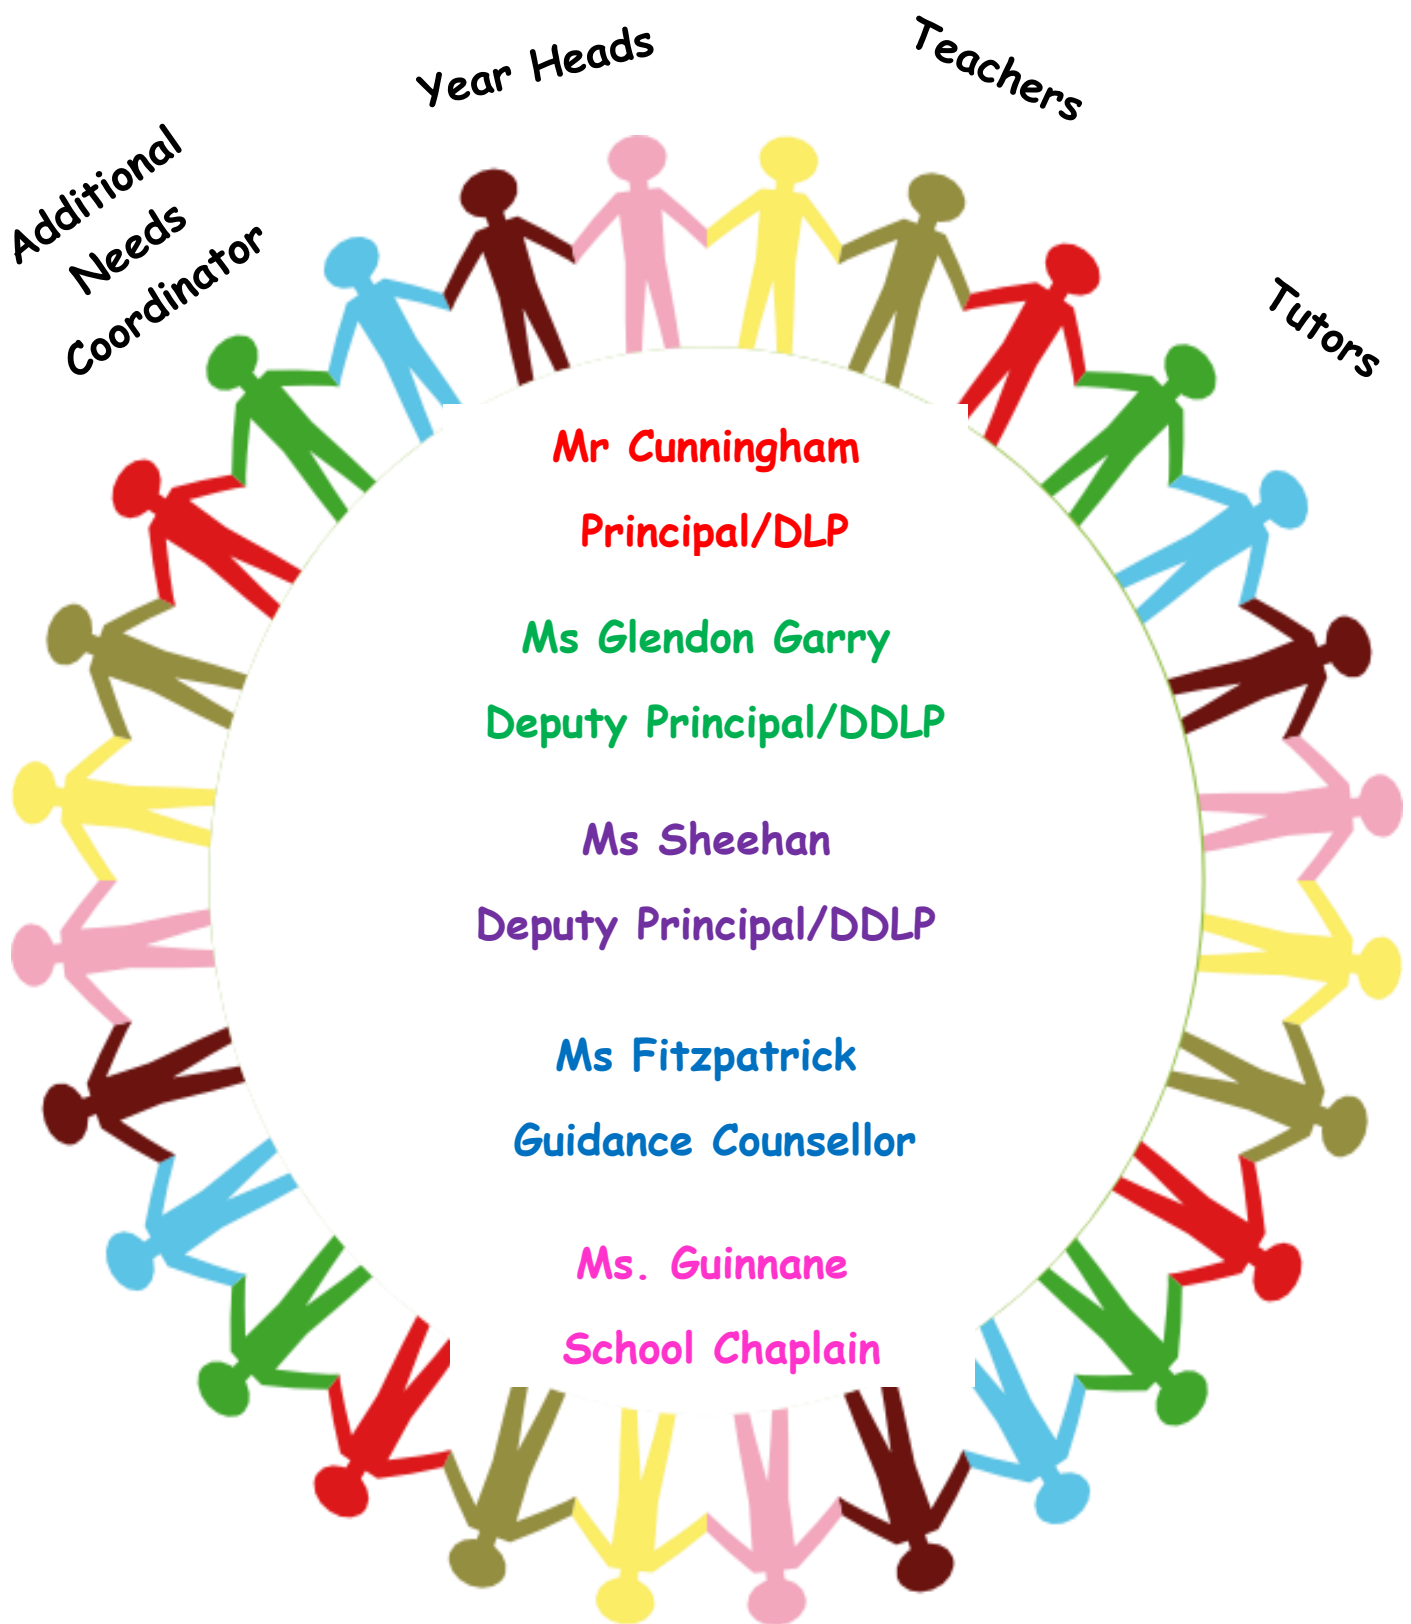 Year Heads
Teachers
Additional
Needs
Coordinator
Tutors
Mr Cunningham
Principal/DLP
Ms Glendon Garry
Deputy Principal/DDLP
Ms Sheehan
Deputy Principal/DDLP
Ms Fitzpatrick
Guidance Counsellor
Ms. Guinnane
School Chaplain